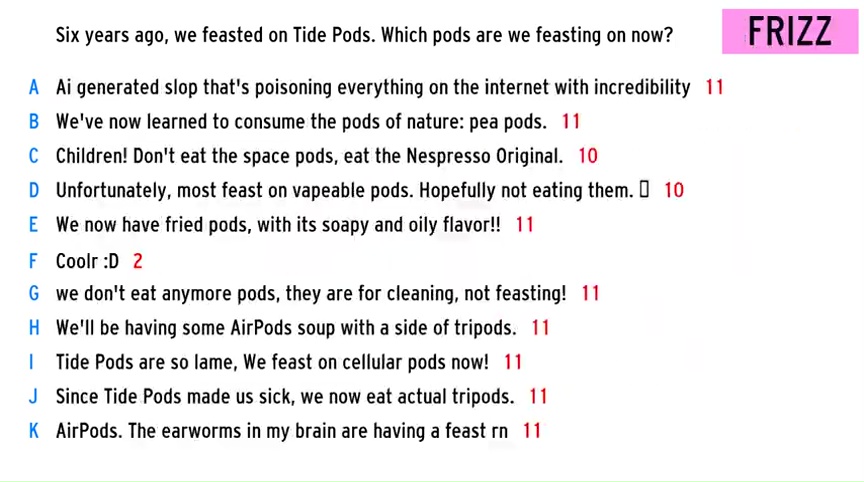 Six years ago, we feasted on Tide Pods. Which pods are we feasting on now?
FRIZZ
A Ai generated slop that's poisoning everything on the internet with incredibility 11
B We've now learned to consume the pods of nature: pea pods. 11
C Children! Don't eat the space pods, eat the Nespresso Original. 10
D Unfortunately, most feast on vapeable pods. Hopefully not eating them. 10
E We now have fried pods, with its soapy and oily flavor!! 11
F Coolr :D 2
G we don't eat anymore pods, they are for cleaning, not feasting! 11
H We'll be having some AirPods soup with a side of tripods. 11
I Tide Pods are so lame, We feast on cellular pods now! 11
J Since Tide Pods made us sick, we now eat actual tripods. 11
K AirPods. The earworms in my brain are having a feast rn 11